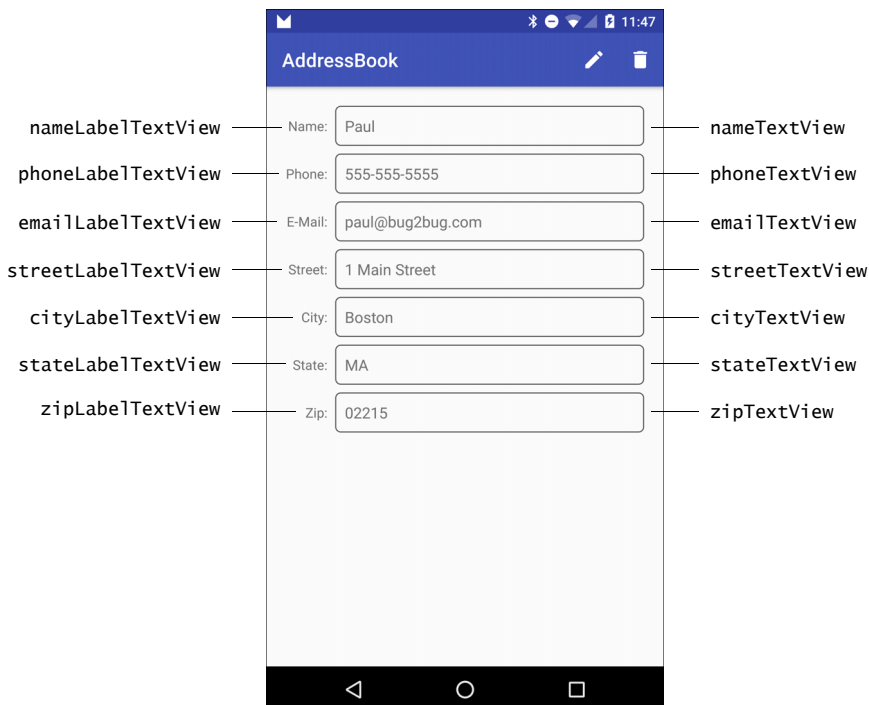 11:47
AddressBook
nameLabelTextView Name: Paul nameTextView
phoneLabelTextView Phone: 555-555-5555 phoneTextView
emailLabelTextView E-Mail: paul@bug2bug.com emailTextView
streetLabelTextView Street: 1 Main Street streetTextView
cityLabelTextView City: Boston cityTextView
stateLabelTextView State: MA stateTextView
zipLabelTextView Zip: 02215 zipTextView